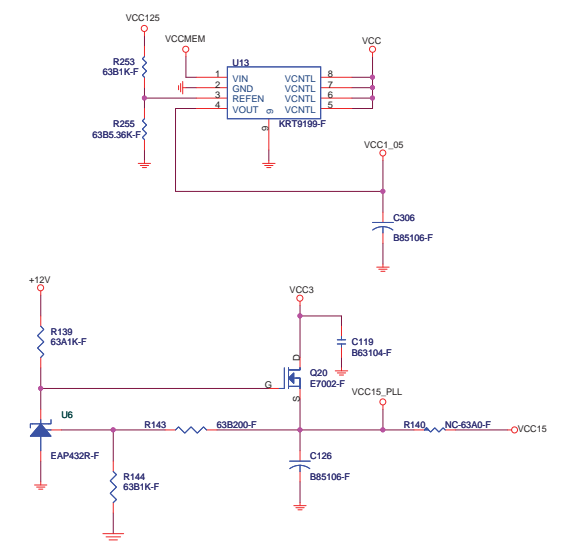 VCC125
VCCMEM
VCC
R253
63B1K-F
U13
1 VIN VCNTL 8
2 GND VCNTL 7
3 REFEN VCNTL 6
4 VOUT 9 VCNTL 5
KRT9199-F
9
R255
63B5.36K-F
VCC1_05
C306
B85106-F
+12V
VCC3
R139
63A1K-F
C119
B63104-F
D
Q20
E7002-F
G
S
VCC15_PLL
U6
R143 63B200-F
R140 NC-63A0-F
VCC15
EAP432R-F
C126
B85106-F
R144
63B1K-F